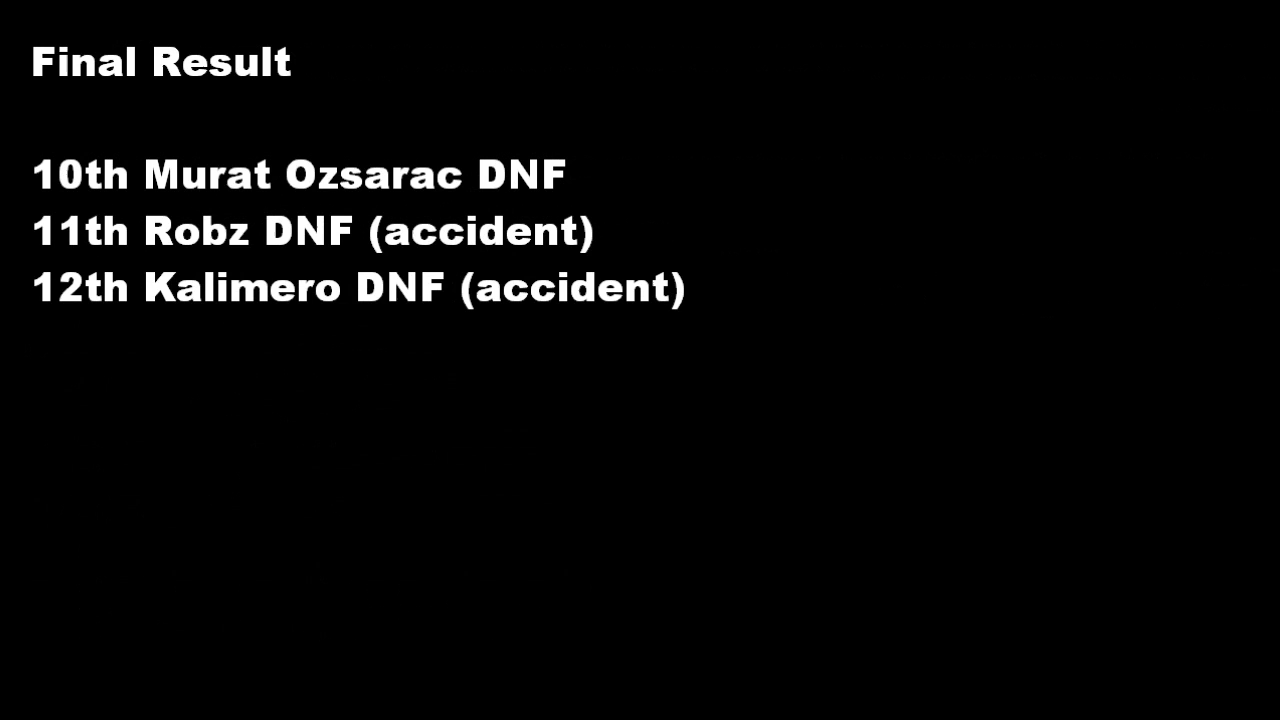 Final Result
10th Murat Ozsarac DNF
11th Robz DNF (accident)
12th Kalimero DNF (accident)